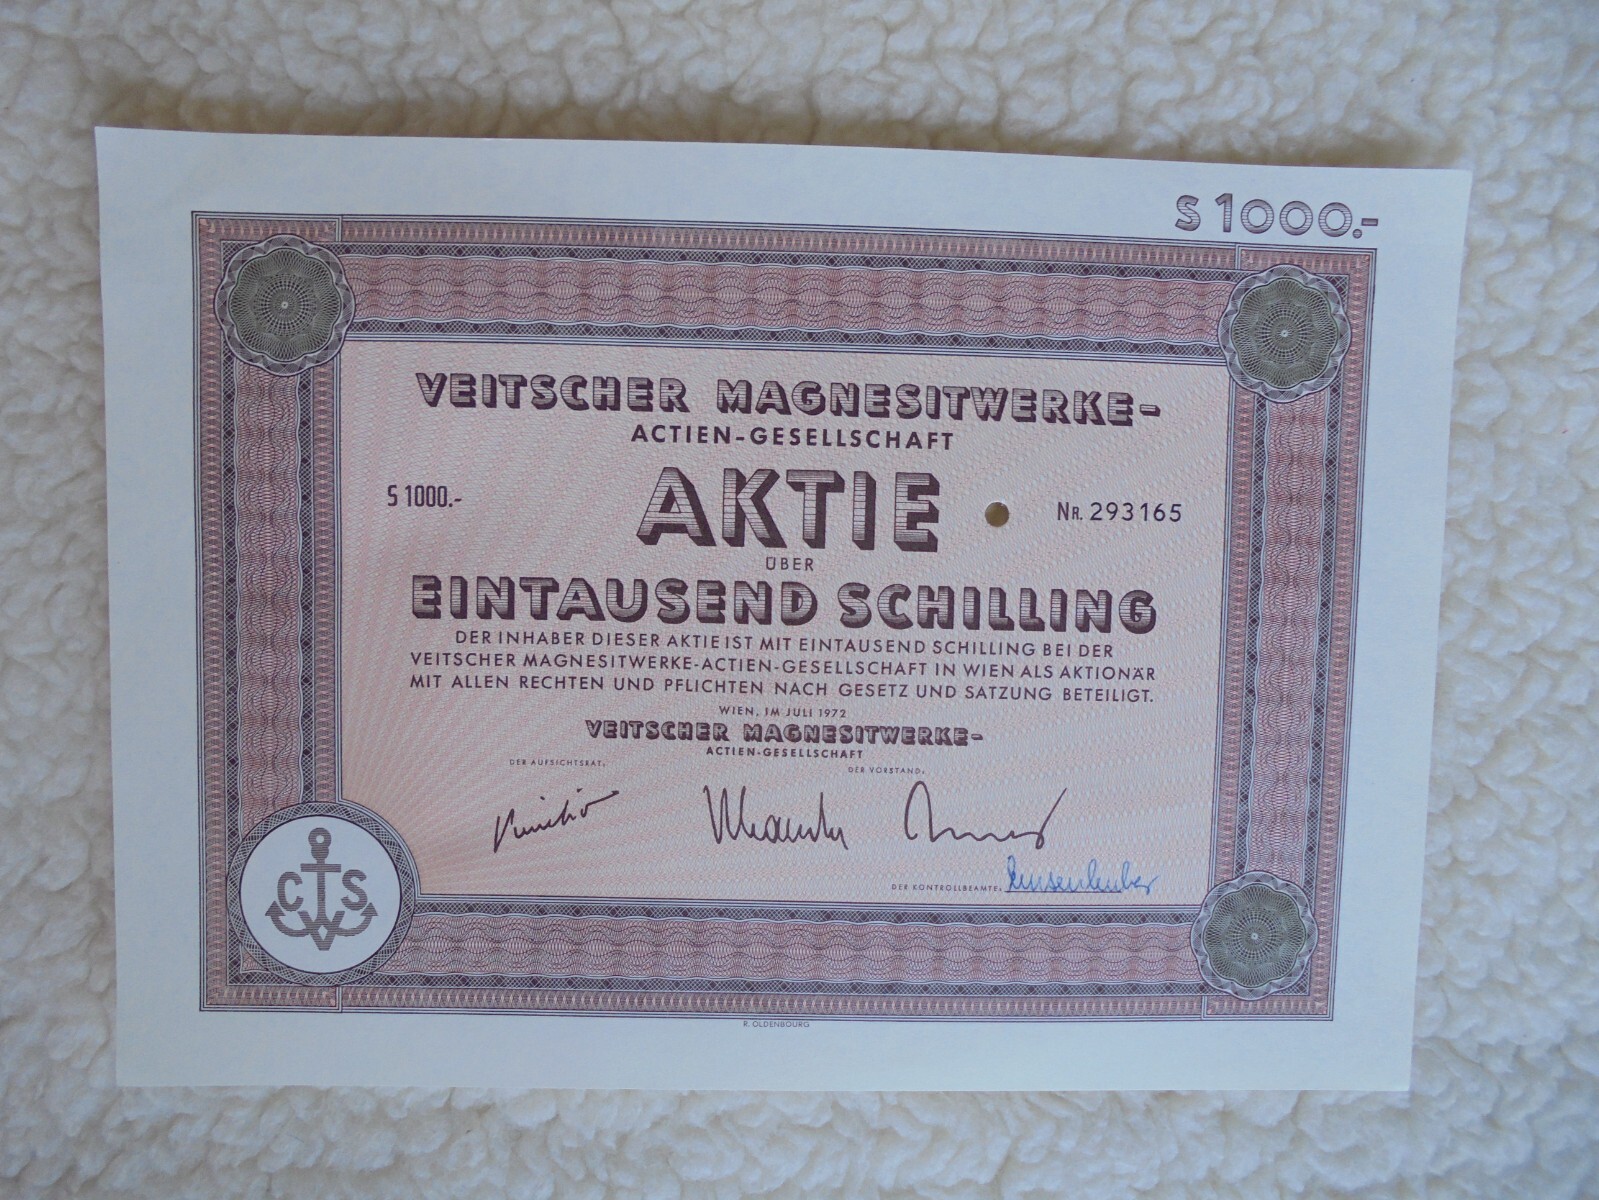 S 1000.-
VEITSCHER MAGNESITWERKE-
ACTIEN-GESELLSCHAFT
S 1000.- AKTIE NR. 293165
ÜBER
EINTAUSEND SCHILLING
DER INHABER DIESER AKTIE IST MIT EINTAUSEND SCHILLING BEI DER
VEITSCHER MAGNESITWERKE-ACTIEN-GESELLSCHAFT IN WIEN ALS AKTIONÄR
MIT ALLEN RECHTEN UND PFLICHTEN NACH GESETZ UND SATZUNG BETEILIGT.
WIEN, IM JULI 1972
VEITSCHER MAGNESITWERKE-
ACTIEN-GESELLSCHAFT
DER AUFSICHTSRAT: DER VORSTAND:
DER KONTROLLBEAMTE:
C S
R. OLDENBOURG